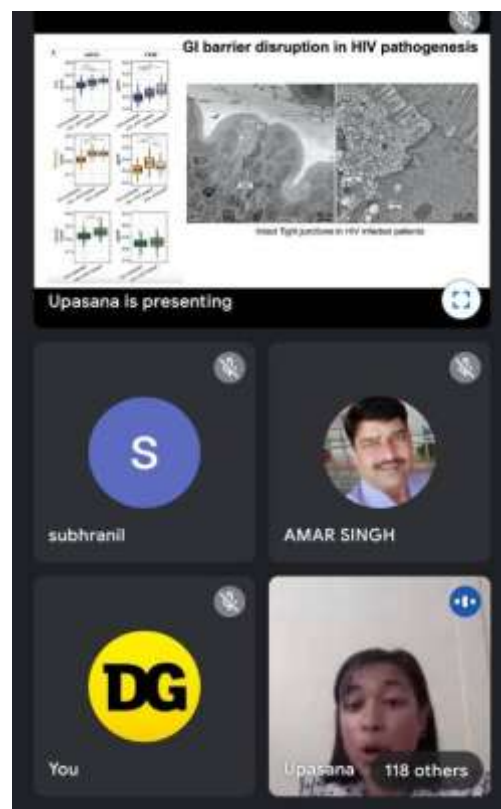 GI barrier disruption in HIV pathogenesis
Intact Tight junctions in HIV infected patients
Upasana is presenting
S
subhranil
AMAR SINGH
DG
You
Upasana
118 others